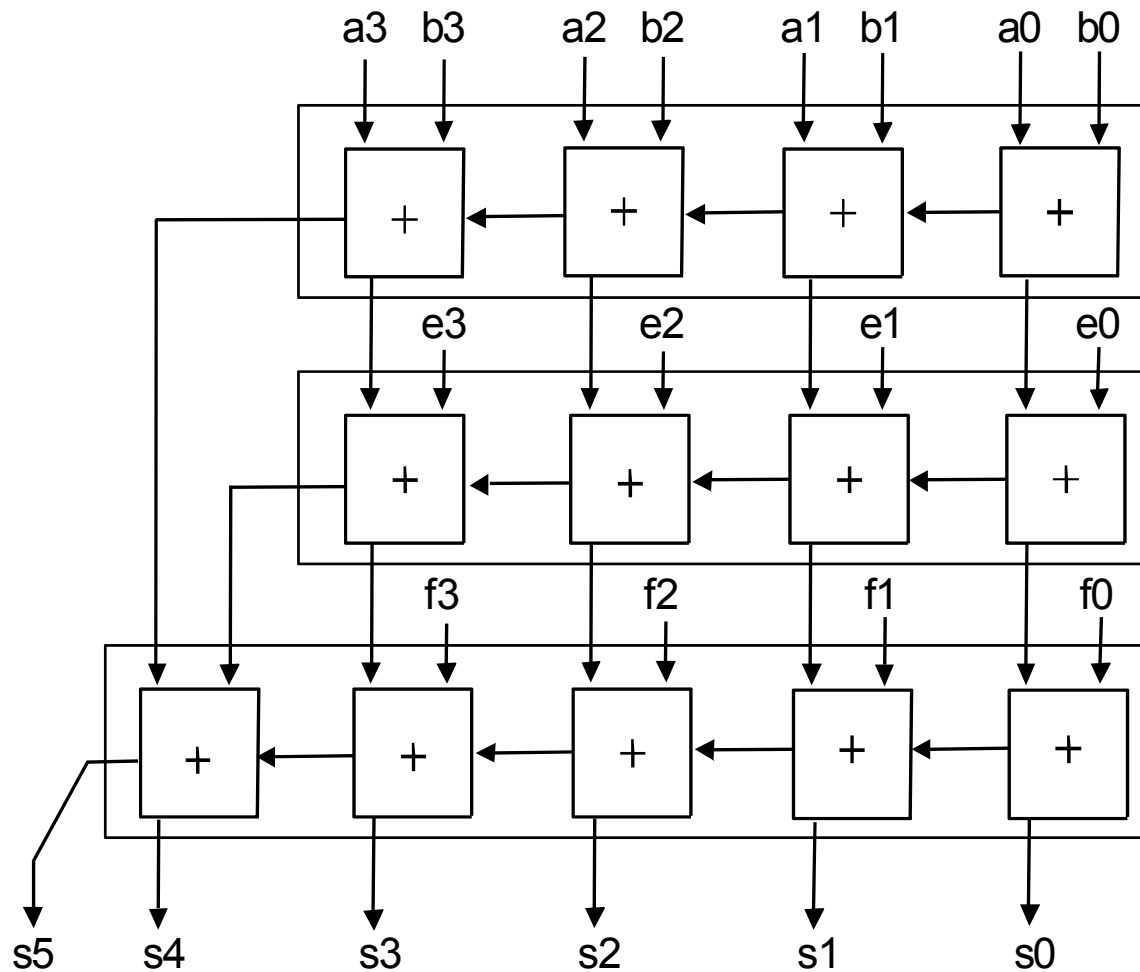 a3 b3 a2 b2 a1 b1 a0 b0
+ + + +
e3 e2 e1 e0
+ + + +
f3 f2 f1 f0
+ + + + +
s5 s4 s3 s2 s1 s0